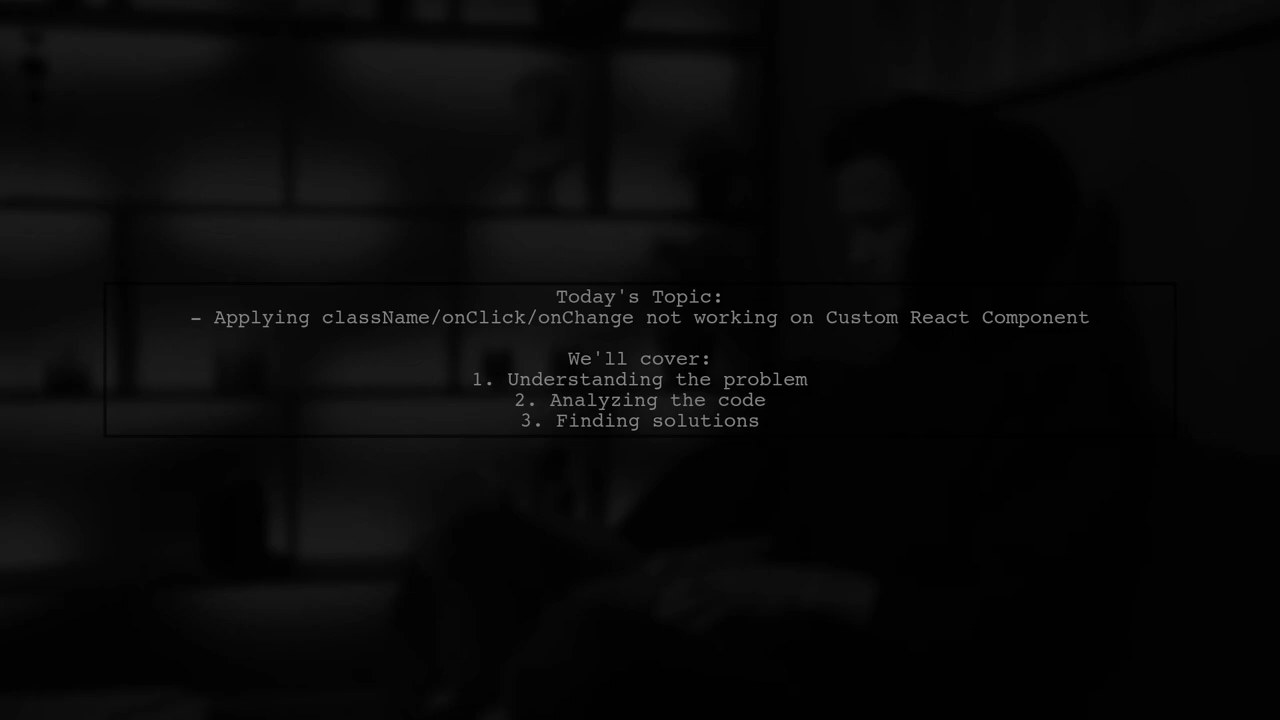 Today's Topic:
- Applying className/onClick/onChange not working on Custom React Component
We'll cover:
1. Understanding the problem
2. Analyzing the code
3. Finding solutions